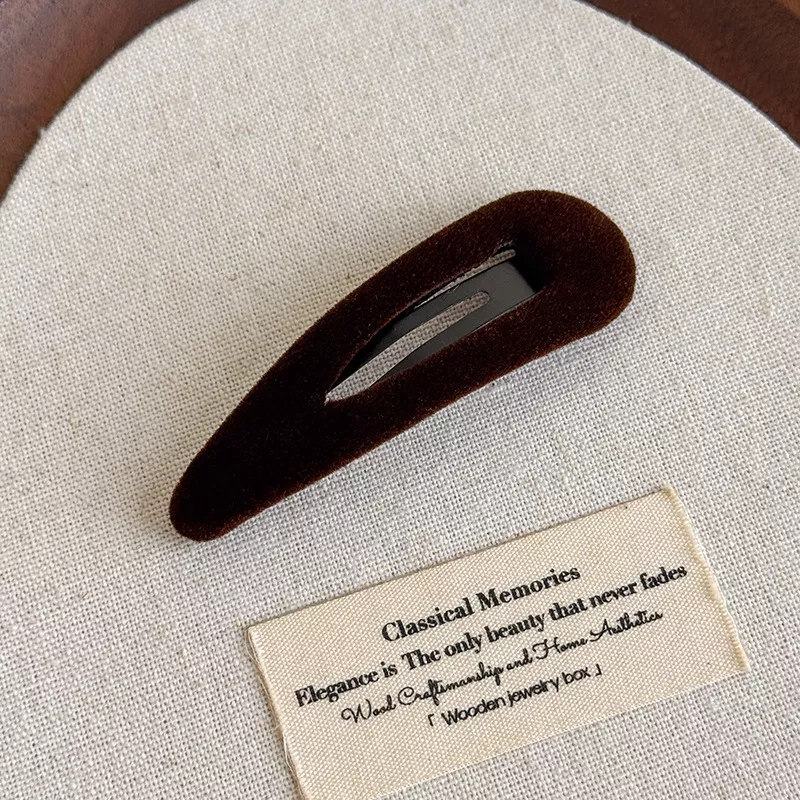 Classical Memories
Elegance is The only beauty that never fades
Wood Craftsmanship and Home Aesthetics
「 Wooden jewelry box 」